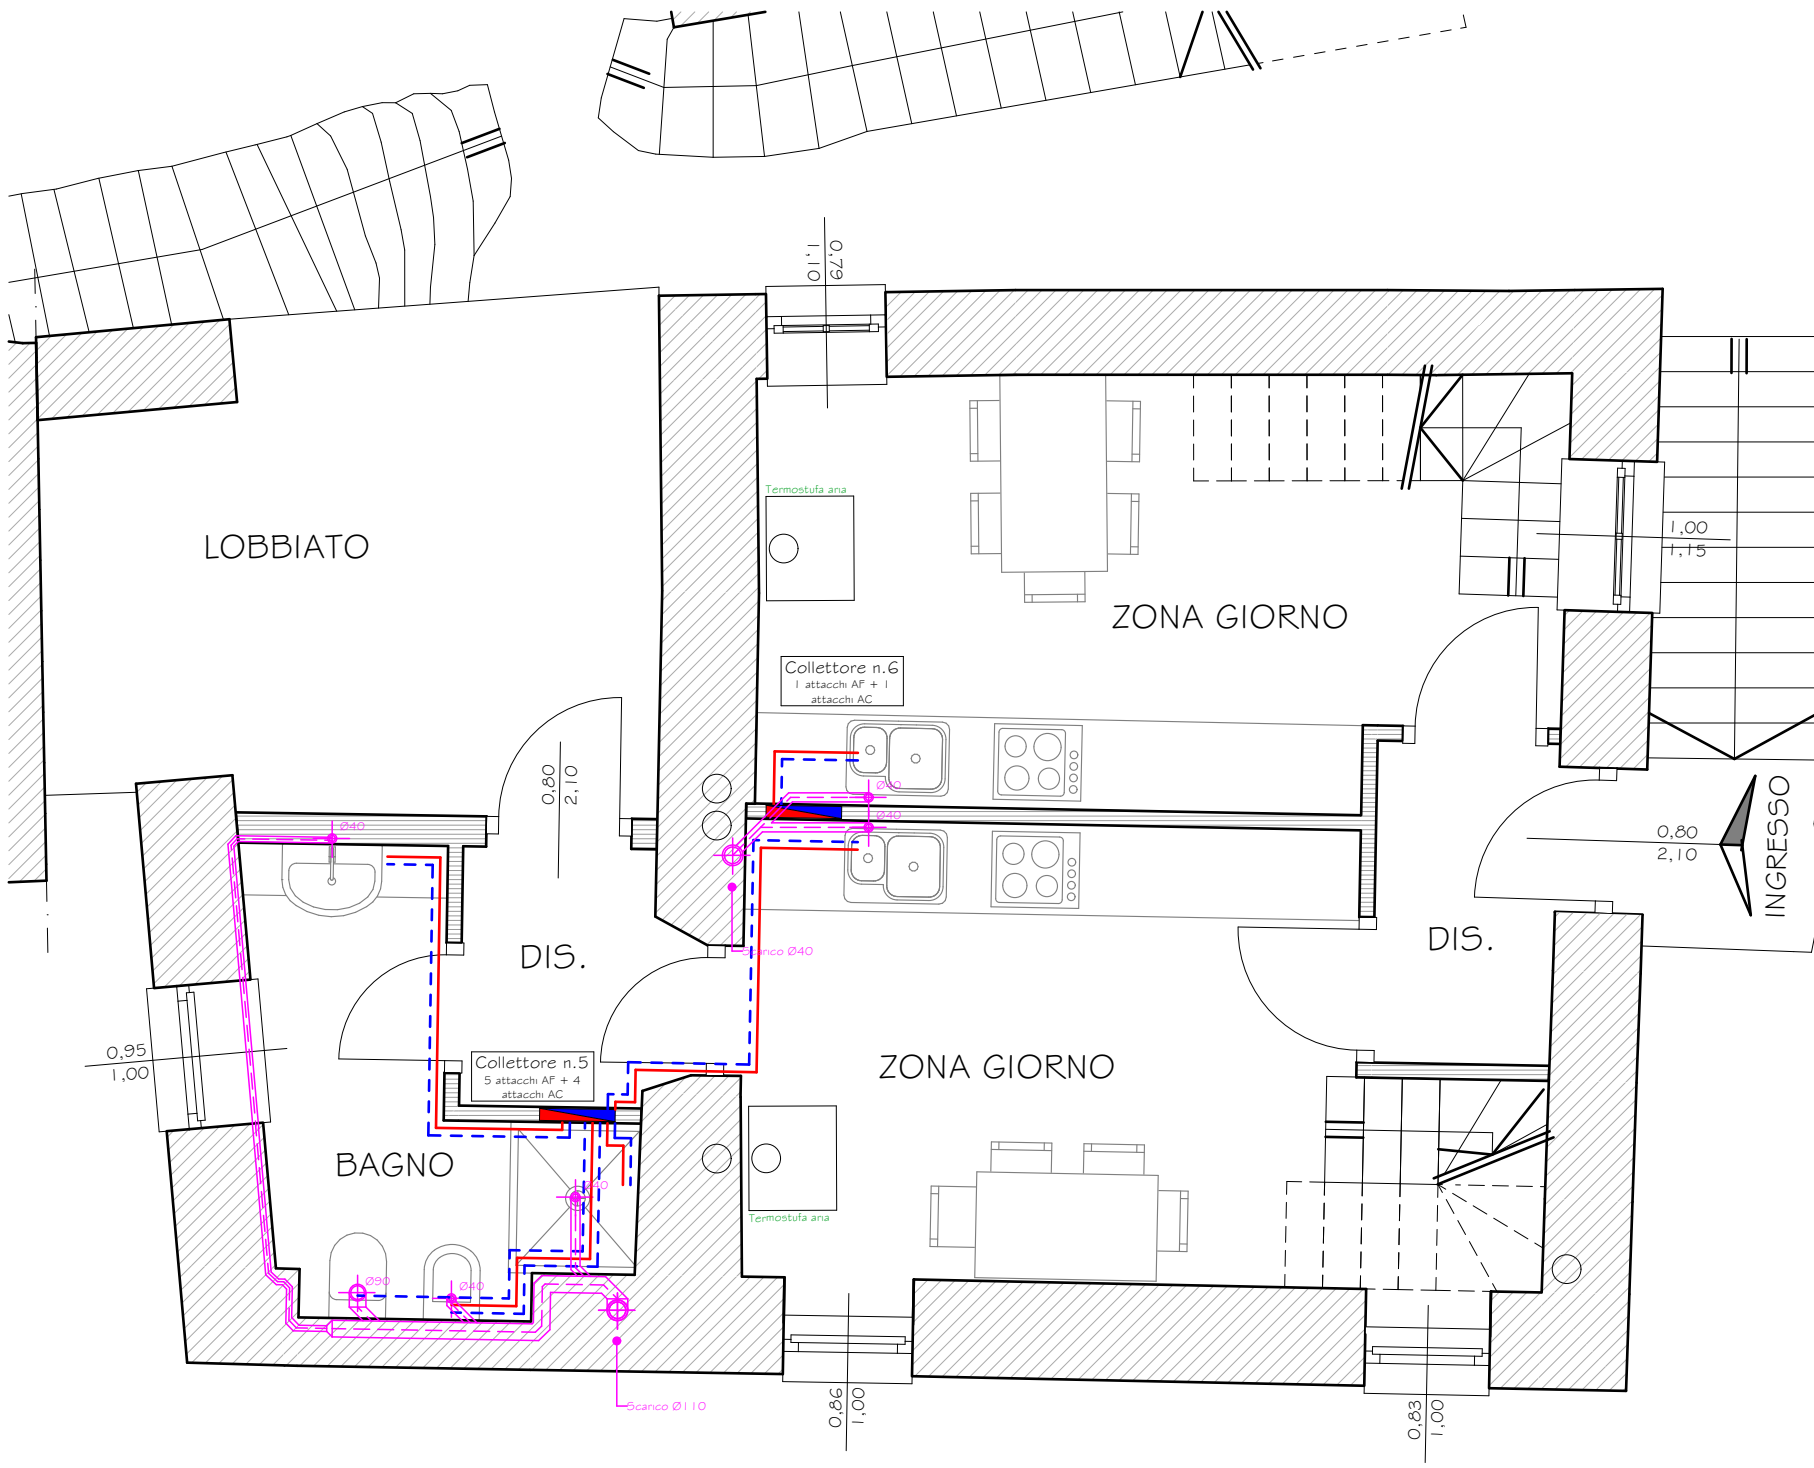 0,79
1,10
Termostufa aria
LOBBIATO
1,00
1,15
ZONA GIORNO
Collettore n.6
1 attacchi AF + 1
attacchi AC
0,80
2,10
Ø40
Ø40
Ø40
0,80
2,10
INGRESSO
DIS.
Scarico Ø40
DIS.
0,95
1,00
Collettore n.5
5 attacchi AF + 4
attacchi AC
ZONA GIORNO
BAGNO
Ø40
Termostufa aria
Ø90
Ø40
Scarico Ø110
0,86
1,00
0,83
1,00